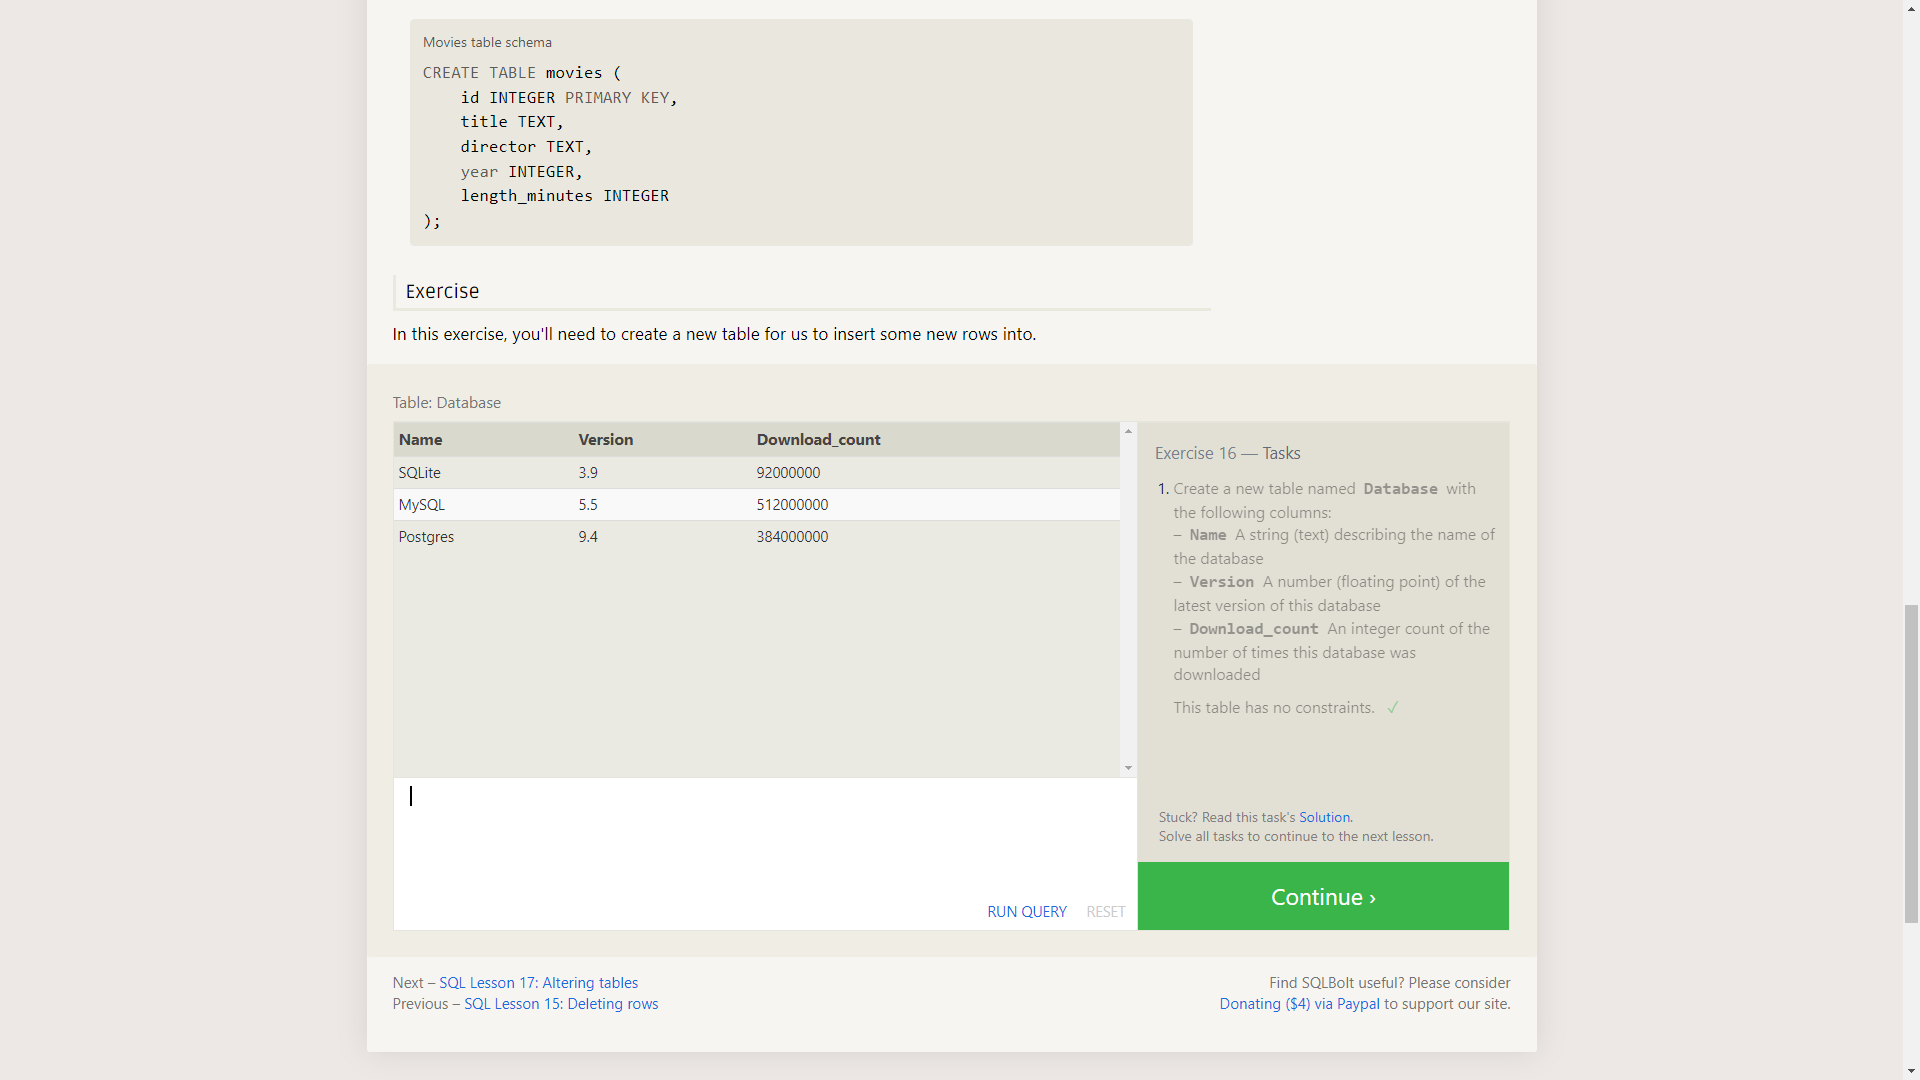 Movies table schema
CREATE TABLE movies (
    id INTEGER PRIMARY KEY,
    title TEXT,
    director TEXT,
    year INTEGER,
    length_minutes INTEGER
);
Exercise
In this exercise, you'll need to create a new table for us to insert some new rows into.
Table: Database
Name Version Download_count
SQLite 3.9 92000000
MySQL 5.5 512000000
Postgres 9.4 384000000
RUN QUERY RESET
Exercise 16 — Tasks
1. Create a new table named Database with
the following columns:
– Name A string (text) describing the name of
the database
– Version A number (floating point) of the
latest version of this database
– Download_count An integer count of the
number of times this database was
downloaded
This table has no constraints. ✓
Stuck? Read this task's Solution.
Solve all tasks to continue to the next lesson.
Continue ›
Next – SQL Lesson 17: Altering tables
Previous – SQL Lesson 15: Deleting rows
Find SQLBolt useful? Please consider
Donating ($4) via Paypal to support our site.